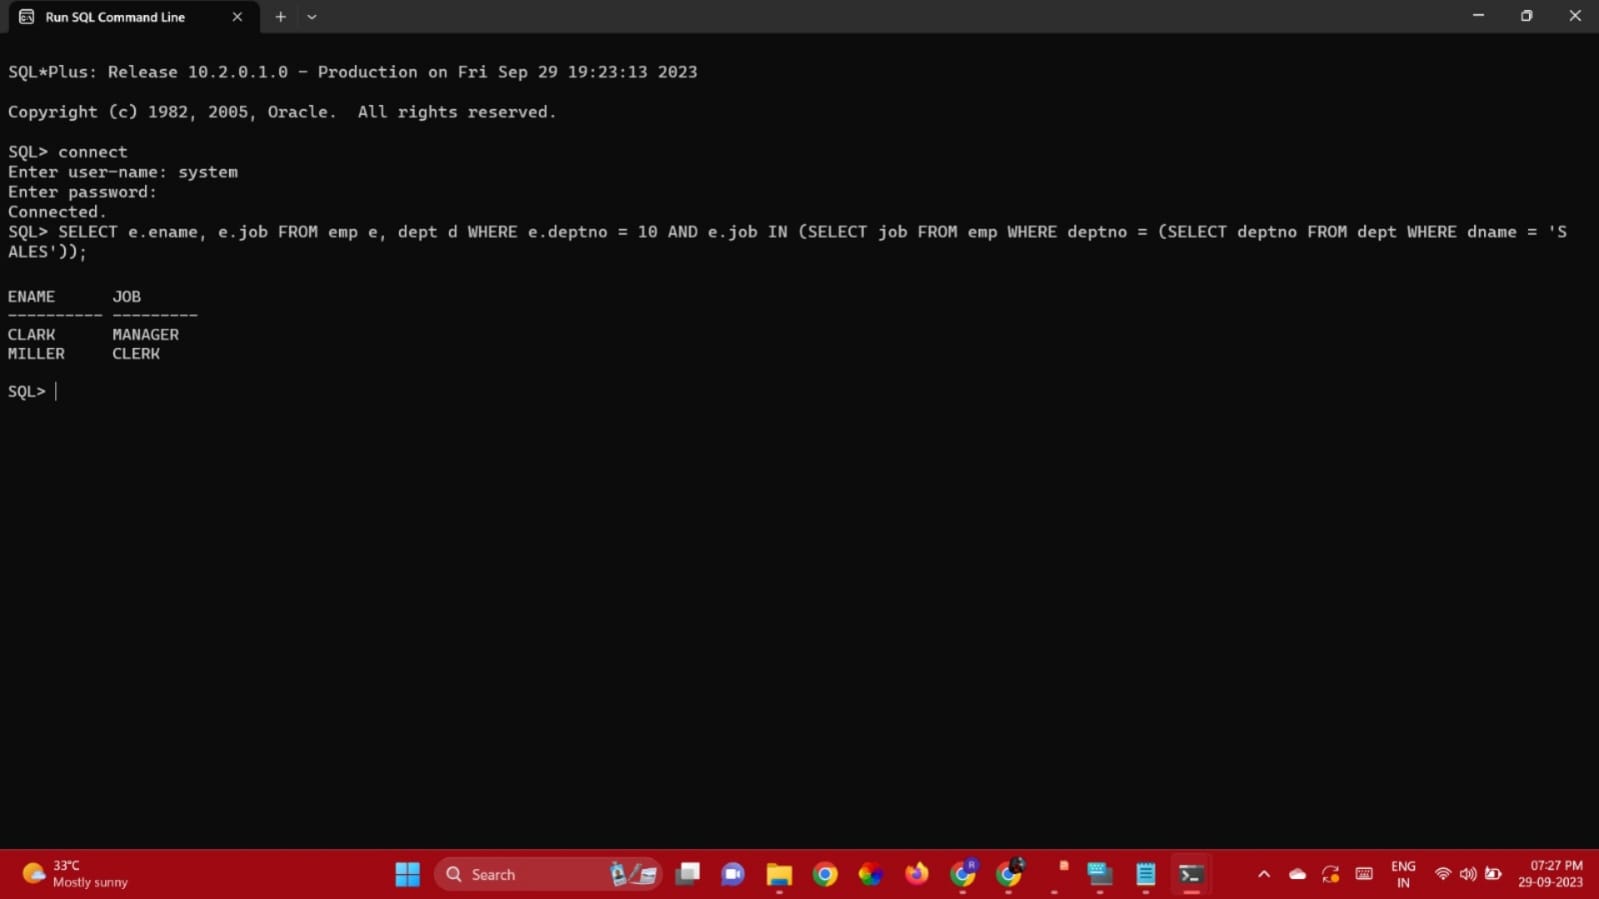 Run SQL Command Line
SQL*Plus: Release 10.2.0.1.0 - Production on Fri Sep 29 19:23:13 2023
Copyright (c) 1982, 2005, Oracle.  All rights reserved.
SQL> connect
Enter user-name: system
Enter password:
Connected.
SQL> SELECT e.ename, e.job FROM emp e, dept d WHERE e.deptno = 10 AND e.job IN (SELECT job FROM emp WHERE deptno = (SELECT deptno FROM dept WHERE dname = 'S
ALES'));
ENAME      JOB
---------- ---------
CLARK      MANAGER
MILLER     CLERK
SQL>
33°C
Mostly sunny
Search
R
ENG
IN
07:27 PM
29-09-2023